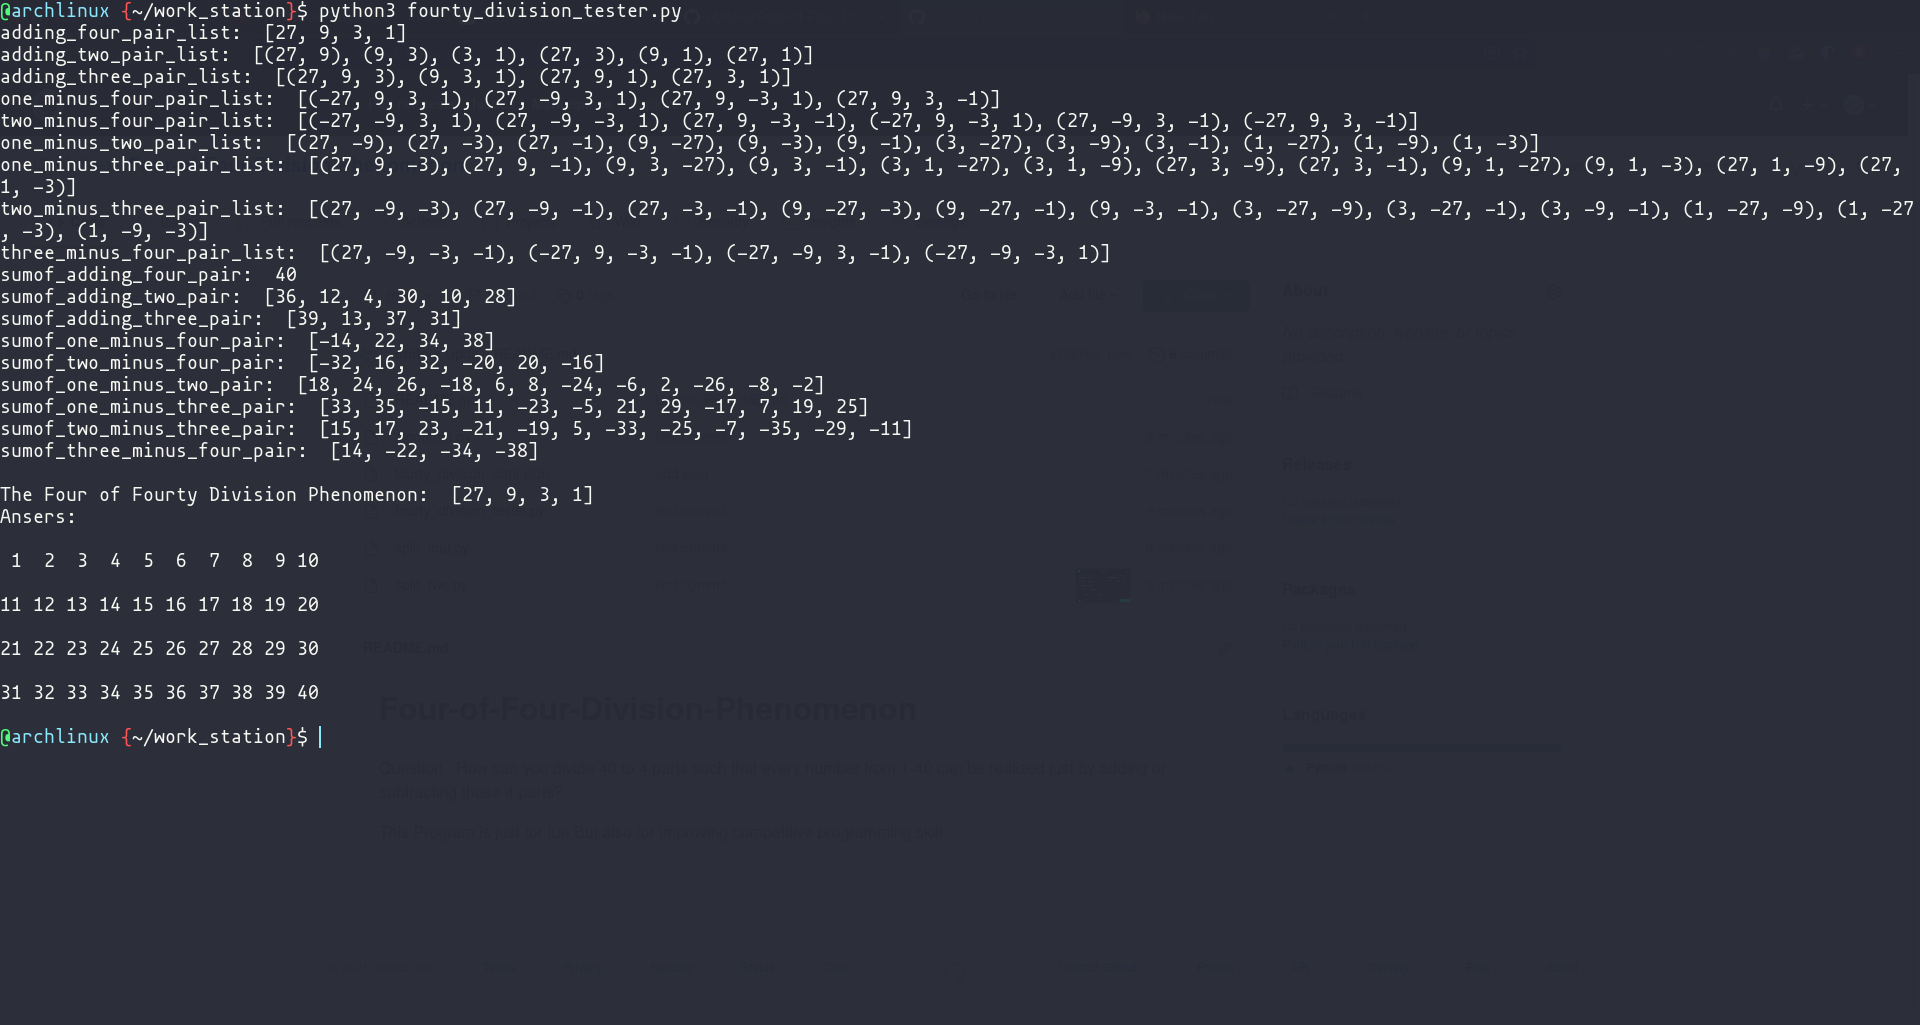 @archlinux {~/work_station}$ python3 fourty_division_tester.py
adding_four_pair_list:  [27, 9, 3, 1]
adding_two_pair_list:  [(27, 9), (9, 3), (3, 1), (27, 3), (9, 1), (27, 1)]
adding_three_pair_list:  [(27, 9, 3), (9, 3, 1), (27, 9, 1), (27, 3, 1)]
one_minus_four_pair_list:  [(-27, 9, 3, 1), (27, -9, 3, 1), (27, 9, -3, 1), (27, 9, 3, -1)]
two_minus_four_pair_list:  [(-27, -9, 3, 1), (27, -9, -3, 1), (27, 9, -3, -1), (-27, 9, -3, 1), (27, -9, 3, -1), (-27, 9, 3, -1)]
one_minus_two_pair_list:  [(27, -9), (27, -3), (27, -1), (9, -27), (9, -3), (9, -1), (3, -27), (3, -9), (3, -1), (1, -27), (1, -9), (1, -3)]
one_minus_three_pair_list:  [(27, 9, -3), (27, 9, -1), (9, 3, -27), (9, 3, -1), (3, 1, -27), (3, 1, -9), (27, 3, -9), (27, 3, -1), (9, 1, -27), (9, 1, -3), (27, 1, -9), (27,
1, -3)]
two_minus_three_pair_list:  [(27, -9, -3), (27, -9, -1), (27, -3, -1), (9, -27, -3), (9, -27, -1), (9, -3, -1), (3, -27, -9), (3, -27, -1), (3, -9, -1), (1, -27, -9), (1, -27
, -3), (1, -9, -3)]
three_minus_four_pair_list:  [(27, -9, -3, -1), (-27, 9, -3, -1), (-27, -9, 3, -1), (-27, -9, -3, 1)]
sumof_adding_four_pair:  40
sumof_adding_two_pair:  [36, 12, 4, 30, 10, 28]
sumof_adding_three_pair:  [39, 13, 37, 31]
sumof_one_minus_four_pair:  [-14, 22, 34, 38]
sumof_two_minus_four_pair:  [-32, 16, 32, -20, 20, -16]
sumof_one_minus_two_pair:  [18, 24, 26, -18, 6, 8, -24, -6, 2, -26, -8, -2]
sumof_one_minus_three_pair:  [33, 35, -15, 11, -23, -5, 21, 29, -17, 7, 19, 25]
sumof_two_minus_three_pair:  [15, 17, 23, -21, -19, 5, -33, -25, -7, -35, -29, -11]
sumof_three_minus_four_pair:  [14, -22, -34, -38]
The Four of Fourty Division Phenomenon:  [27, 9, 3, 1]
Ansers:
1  2  3  4  5  6  7  8  9 10
11 12 13 14 15 16 17 18 19 20
21 22 23 24 25 26 27 28 29 30
31 32 33 34 35 36 37 38 39 40
@archlinux {~/work_station}$
About
Releases
Packages
README.md
Four-of-Four-Division-Phenomenon
Languages